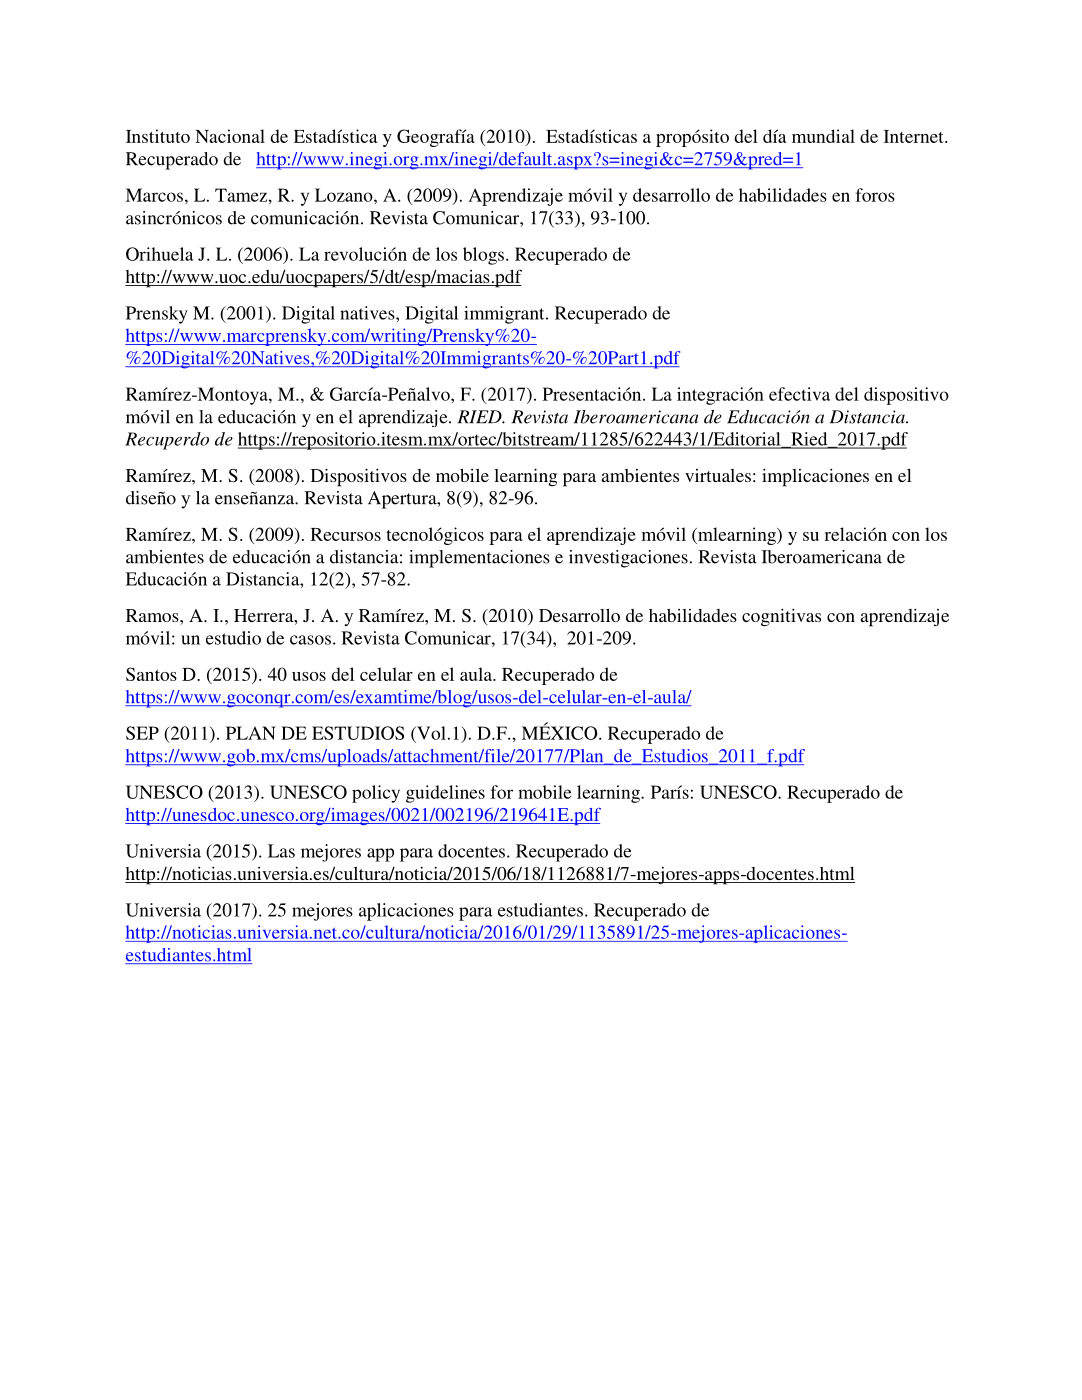 Instituto Nacional de Estadística y Geografía (2010).  Estadísticas a propósito del día mundial de Internet.
Recuperado de   http://www.inegi.org.mx/inegi/default.aspx?s=inegi&c=2759&pred=1
Marcos, L. Tamez, R. y Lozano, A. (2009). Aprendizaje móvil y desarrollo de habilidades en foros
asincrónicos de comunicación. Revista Comunicar, 17(33), 93-100.
Orihuela J. L. (2006). La revolución de los blogs. Recuperado de
http://www.uoc.edu/uocpapers/5/dt/esp/macias.pdf
Prensky M. (2001). Digital natives, Digital immigrant. Recuperado de
https://www.marcprensky.com/writing/Prensky%20-
%20Digital%20Natives,%20Digital%20Immigrants%20-%20Part1.pdf
Ramírez-Montoya, M., & García-Peñalvo, F. (2017). Presentación. La integración efectiva del dispositivo
móvil en la educación y en el aprendizaje. RIED. Revista Iberoamericana de Educación a Distancia.
Recuperdo de https://repositorio.itesm.mx/ortec/bitstream/11285/622443/1/Editorial_Ried_2017.pdf
Ramírez, M. S. (2008). Dispositivos de mobile learning para ambientes virtuales: implicaciones en el
diseño y la enseñanza. Revista Apertura, 8(9), 82-96.
Ramírez, M. S. (2009). Recursos tecnológicos para el aprendizaje móvil (mlearning) y su relación con los
ambientes de educación a distancia: implementaciones e investigaciones. Revista Iberoamericana de
Educación a Distancia, 12(2), 57-82.
Ramos, A. I., Herrera, J. A. y Ramírez, M. S. (2010) Desarrollo de habilidades cognitivas con aprendizaje
móvil: un estudio de casos. Revista Comunicar, 17(34),  201-209.
Santos D. (2015). 40 usos del celular en el aula. Recuperado de
https://www.goconqr.com/es/examtime/blog/usos-del-celular-en-el-aula/
SEP (2011). PLAN DE ESTUDIOS (Vol.1). D.F., MÉXICO. Recuperado de
https://www.gob.mx/cms/uploads/attachment/file/20177/Plan_de_Estudios_2011_f.pdf
UNESCO (2013). UNESCO policy guidelines for mobile learning. París: UNESCO. Recuperado de
http://unesdoc.unesco.org/images/0021/002196/219641E.pdf
Universia (2015). Las mejores app para docentes. Recuperado de
http://noticias.universia.es/cultura/noticia/2015/06/18/1126881/7-mejores-apps-docentes.html
Universia (2017). 25 mejores aplicaciones para estudiantes. Recuperado de
http://noticias.universia.net.co/cultura/noticia/2016/01/29/1135891/25-mejores-aplicaciones-
estudiantes.html